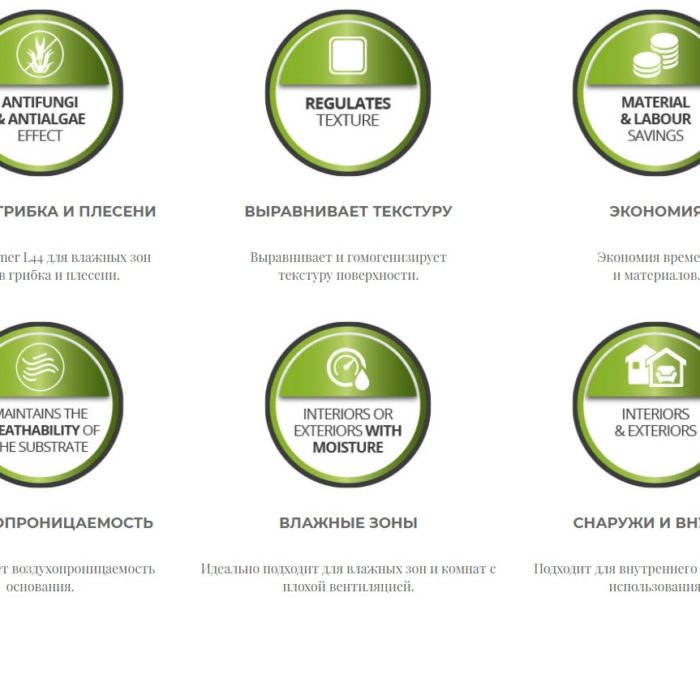 ANTIFUNGI
& ANTIALGAE
EFFECT
REGULATES
TEXTURE
MATERIAL
& LABOUR
SAVINGS
ГРИБКА И ПЛЕСЕНИ
ВЫРАВНИВАЕТ ТЕКСТУРУ
ЭКОНОМИЯ
mer L44 для влажных зон
в грибка и плесени.
Выравнивает и гомогенизирует
текстуру поверхности.
Экономия време
и материалов.
MAINTAINS THE
EATHABILITY OF
HE SUBSTRATE
INTERIORS OR
EXTERIORS WITH
MOISTURE
INTERIORS
& EXTERIORS
ОПРОНИЦАЕМОСТЬ
ВЛАЖНЫЕ ЗОНЫ
СНАРУЖИ И ВНУ
ет воздухопроницаемость
основания.
Идеально подходит для влажных зон и комнат с
плохой вентиляцией.
Подходит для внутреннего
использования